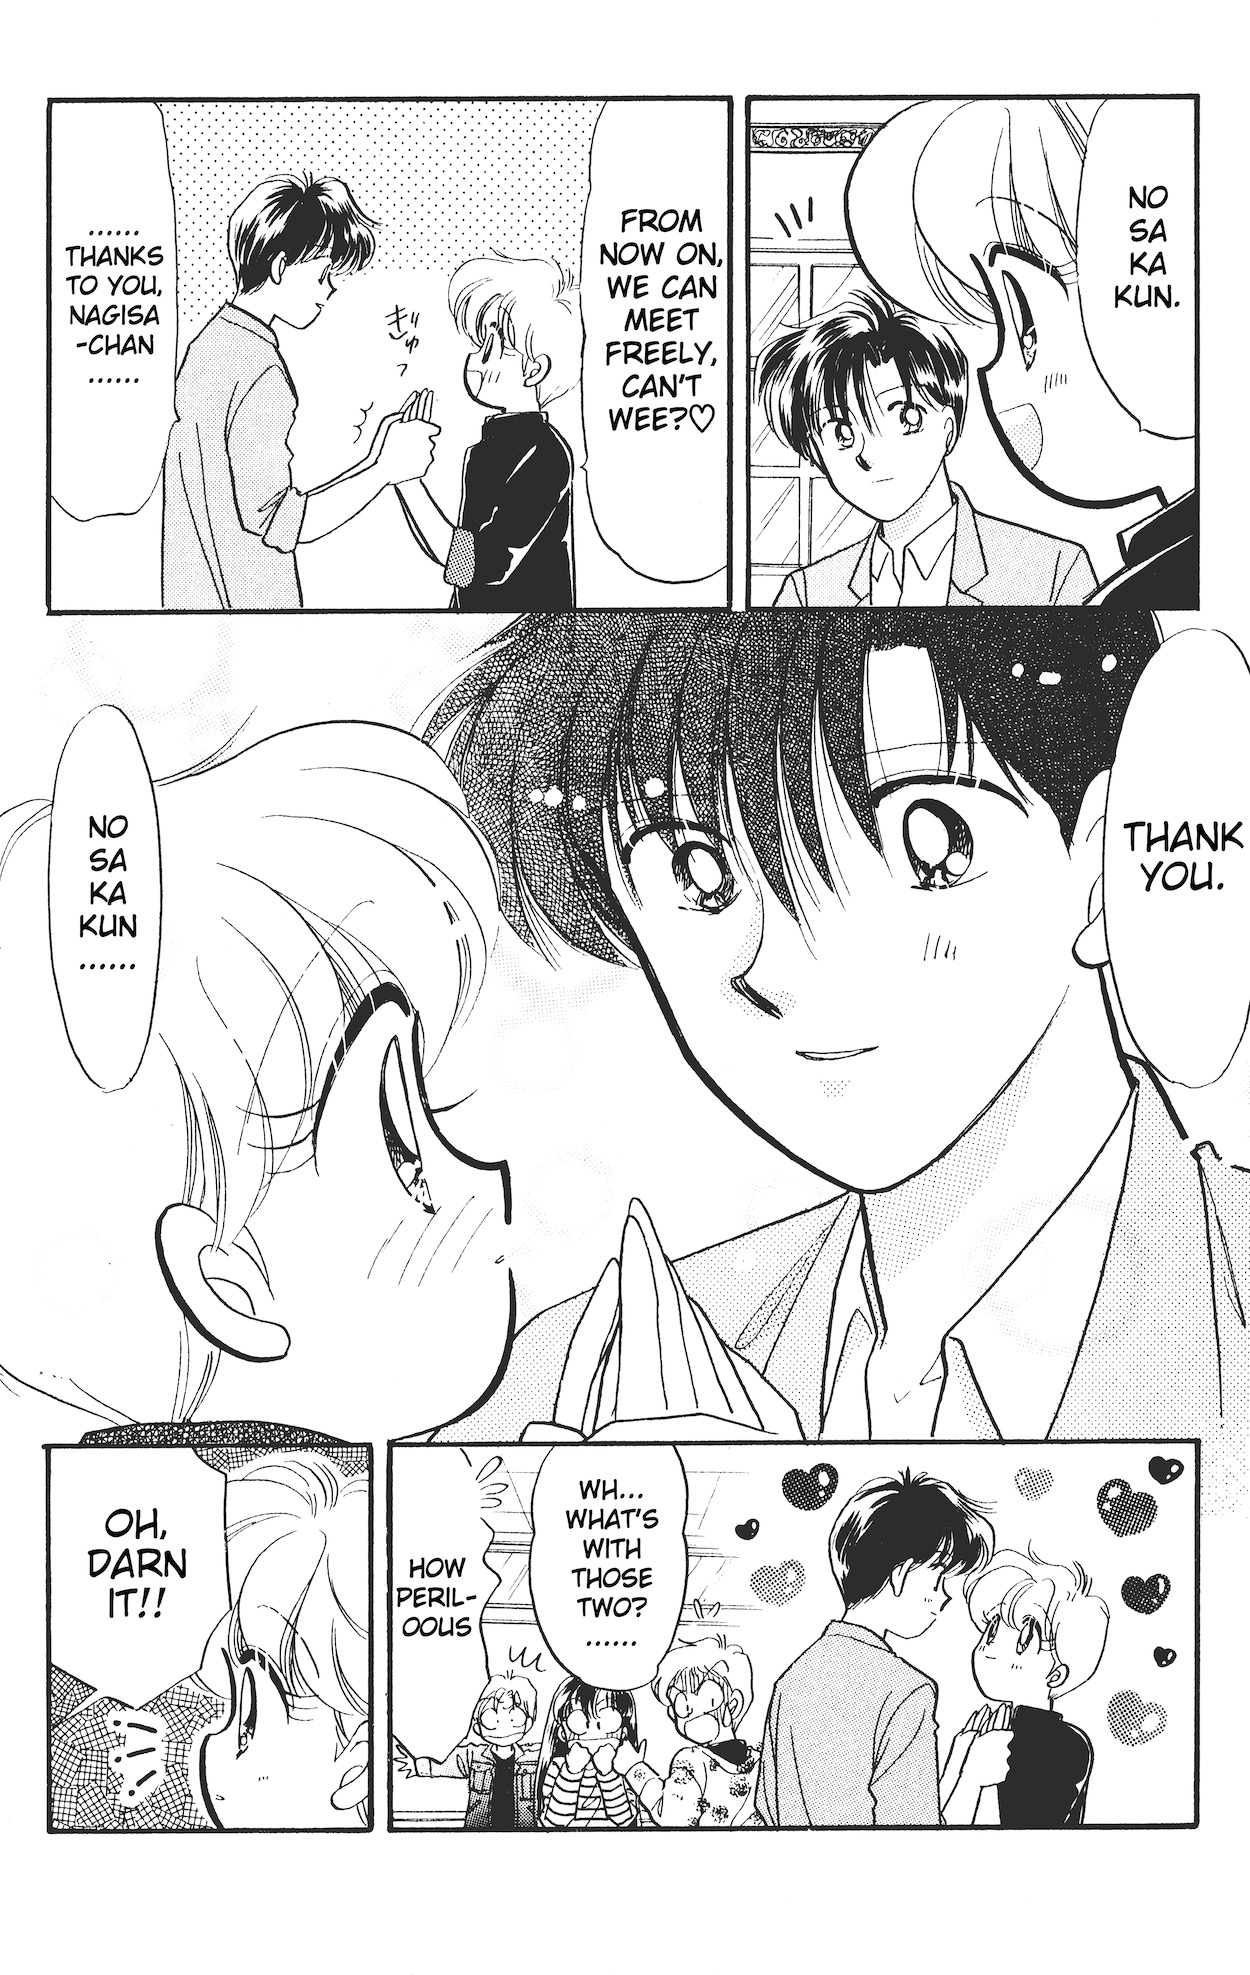 NO
SA
KA
KUN.
FROM
NOW ON,
WE CAN
MEET
FREELY,
CAN'T
WEE?♡
ぎゅっ
......
THANKS
TO YOU,
NAGISA
-CHAN
......
THANK
YOU.
NO
SA
KA
KUN
......
WH...
WHAT'S
WITH
THOSE
TWO?
......
HOW
PERIL-
OOUS
OH,
DARN
IT!!